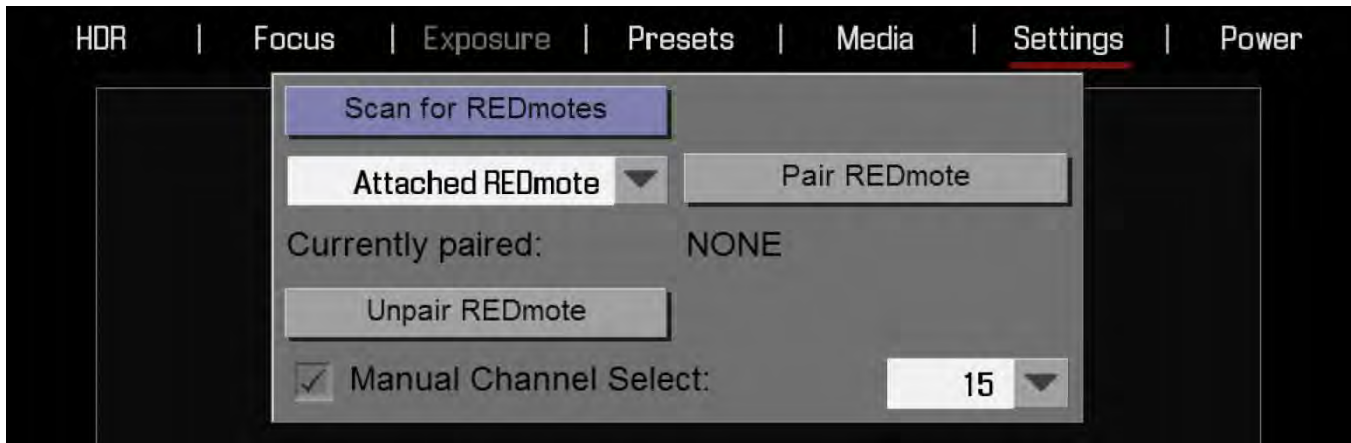 HDR | Focus | Exposure | Presets | Media | Settings | Power
Scan for REDmotes
Attached REDmote Pair REDmote
Currently paired: NONE
Unpair REDmote
Manual Channel Select: 15